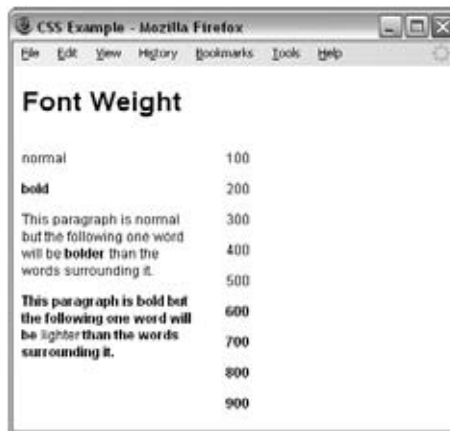 CSS Example - Mozilla Firefox
File Edit View History Bookmarks Tools Help
Font Weight
normal
bold
This paragraph is normal
but the following one word
will be bolder than the
words surrounding it.
This paragraph is bold but
the following one word will
be lighter than the words
surrounding it.
100
200
300
400
500
600
700
800
900